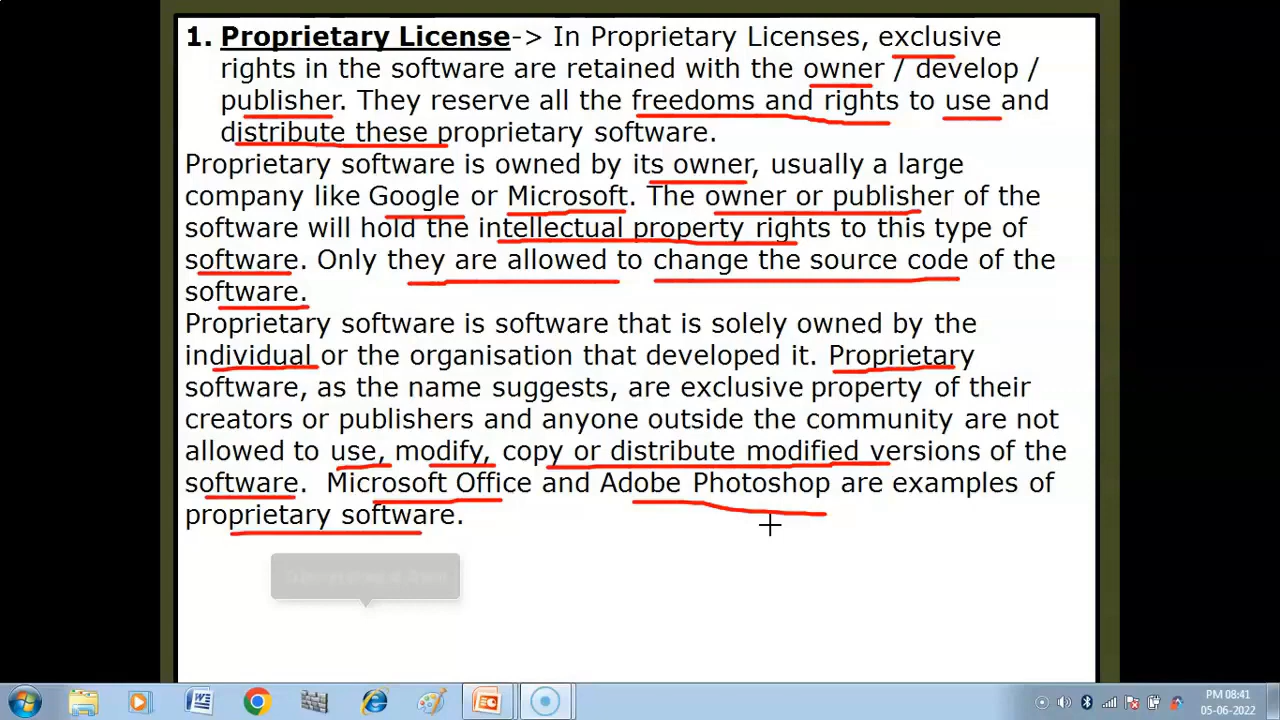 1. Proprietary License-> In Proprietary Licenses, exclusive
rights in the software are retained with the owner / develop /
publisher. They reserve all the freedoms and rights to use and
distribute these proprietary software.
Proprietary software is owned by its owner, usually a large
company like Google or Microsoft. The owner or publisher of the
software will hold the intellectual property rights to this type of
software. Only they are allowed to change the source code of the
software.
Proprietary software is software that is solely owned by the
individual or the organisation that developed it. Proprietary
software, as the name suggests, are exclusive property of their
creators or publishers and anyone outside the community are not
allowed to use, modify, copy or distribute modified versions of the
software. Microsoft Office and Adobe Photoshop are examples of
proprietary software.
PM 08:41
05-06-2022